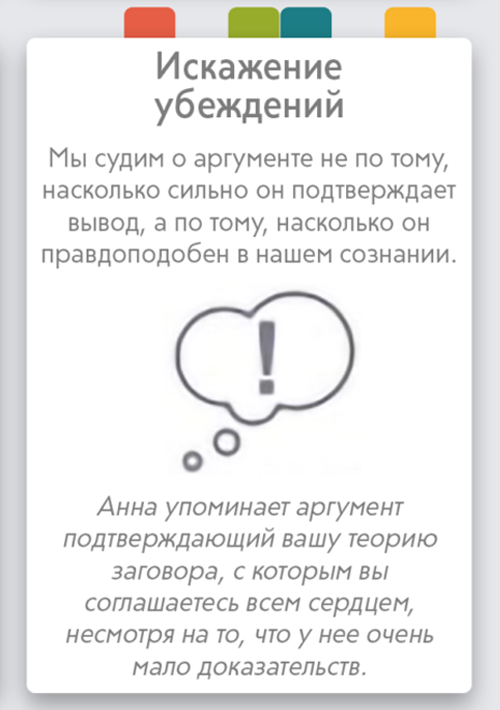 Искажение
убеждений
Мы судим о аргументе не по тому,
насколько сильно он подтверждает
вывод, а по тому, насколько он
правдоподобен в нашем сознании.
!
Анна упоминает аргумент
подтверждающий вашу теорию
заговора, с которым вы
соглашаетесь всем сердцем,
несмотря на то, что у нее очень
мало доказательств.